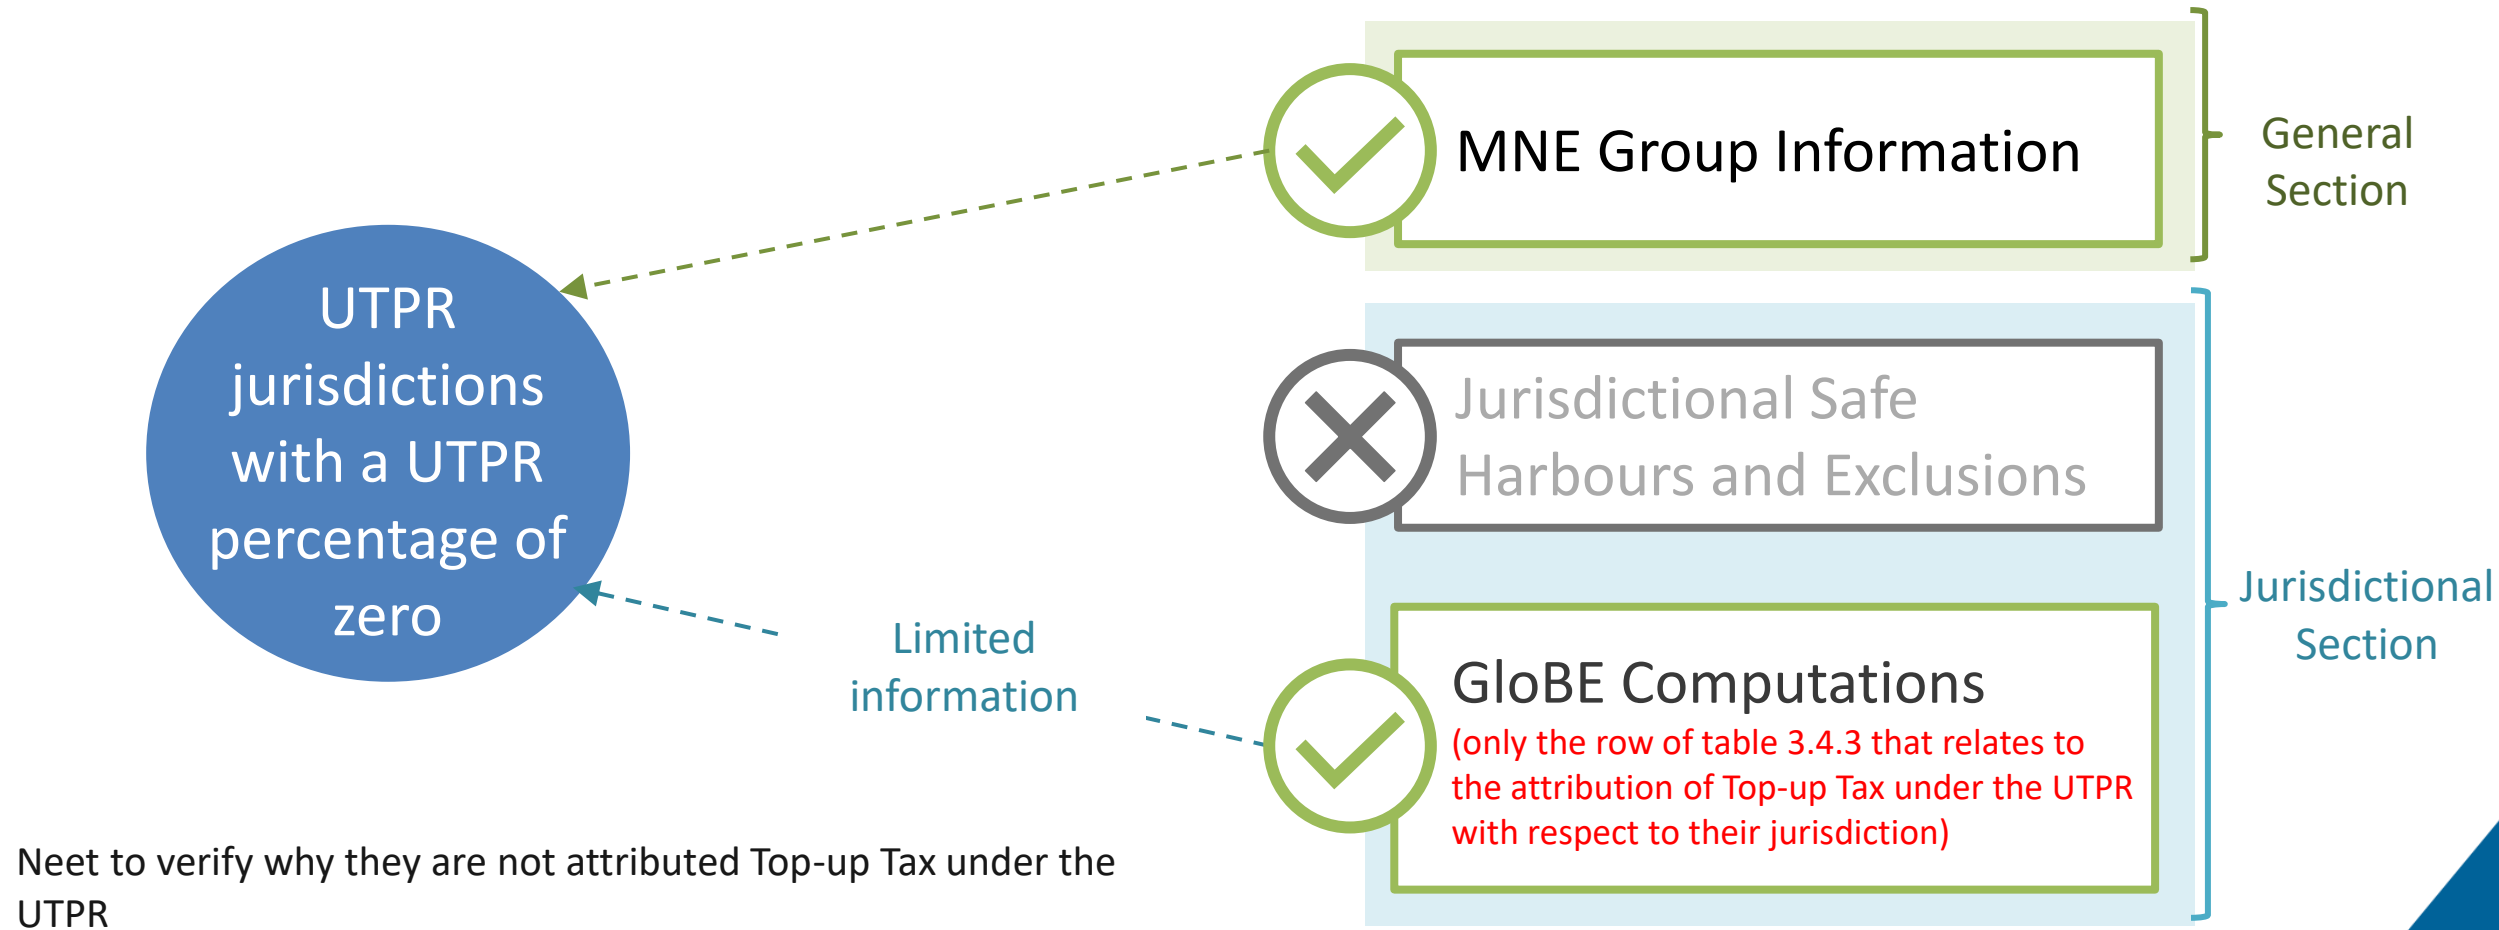 MNE Group Information
General
Section
UTPR
jurisdictions
with a UTPR
percentage of
zero
Jurisdictional Safe
Harbours and Exclusions
Jurisdictional
Section
Limited
information
GloBE Computations
(only the row of table 3.4.3 that relates to
the attribution of Top-up Tax under the UTPR
with respect to their jurisdiction)
Neet to verify why they are not attributed Top-up Tax under the
UTPR